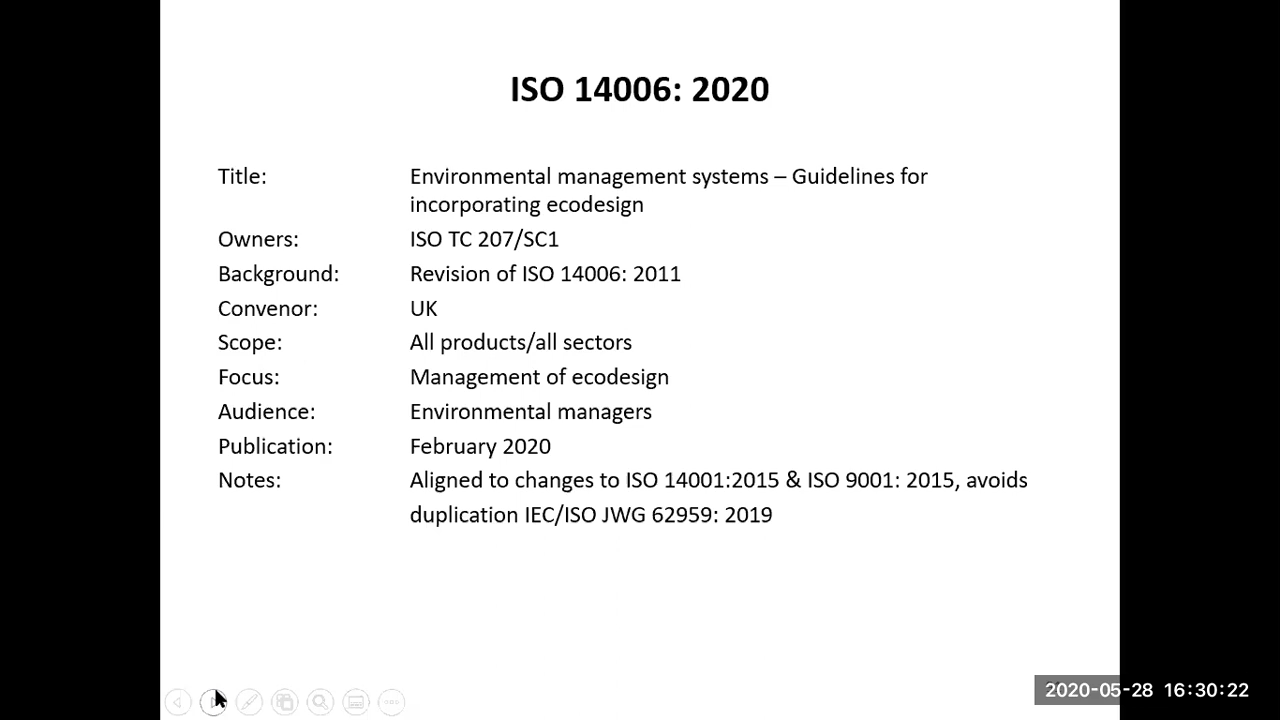 ISO 14006: 2020
Title: Environmental management systems – Guidelines for
incorporating ecodesign
Owners: ISO TC 207/SC1
Background: Revision of ISO 14006: 2011
Convenor: UK
Scope: All products/all sectors
Focus: Management of ecodesign
Audience: Environmental managers
Publication: February 2020
Notes: Aligned to changes to ISO 14001:2015 & ISO 9001: 2015, avoids
duplication IEC/ISO JWG 62959: 2019
2020-05-28 16:30:22